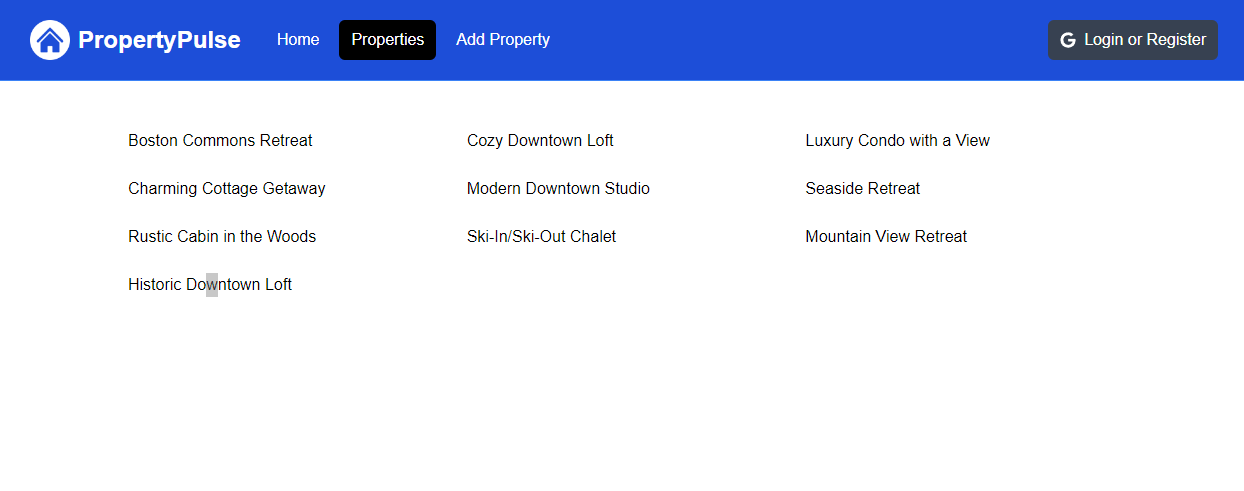 PropertyPulse Home Properties Add Property Login or Register
Boston Commons Retreat Cozy Downtown Loft Luxury Condo with a View
Charming Cottage Getaway Modern Downtown Studio Seaside Retreat
Rustic Cabin in the Woods Ski-In/Ski-Out Chalet Mountain View Retreat
Historic Downtown Loft